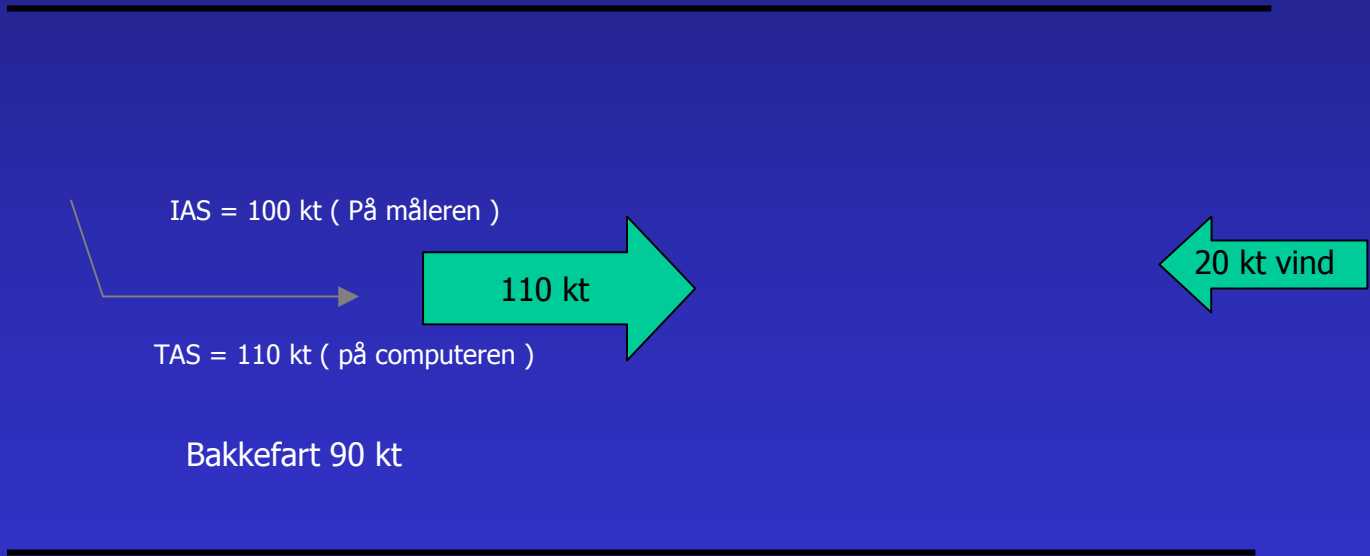 IAS = 100 kt ( På måleren )
110 kt
20 kt vind
TAS = 110 kt ( på computeren )
Bakkefart 90 kt